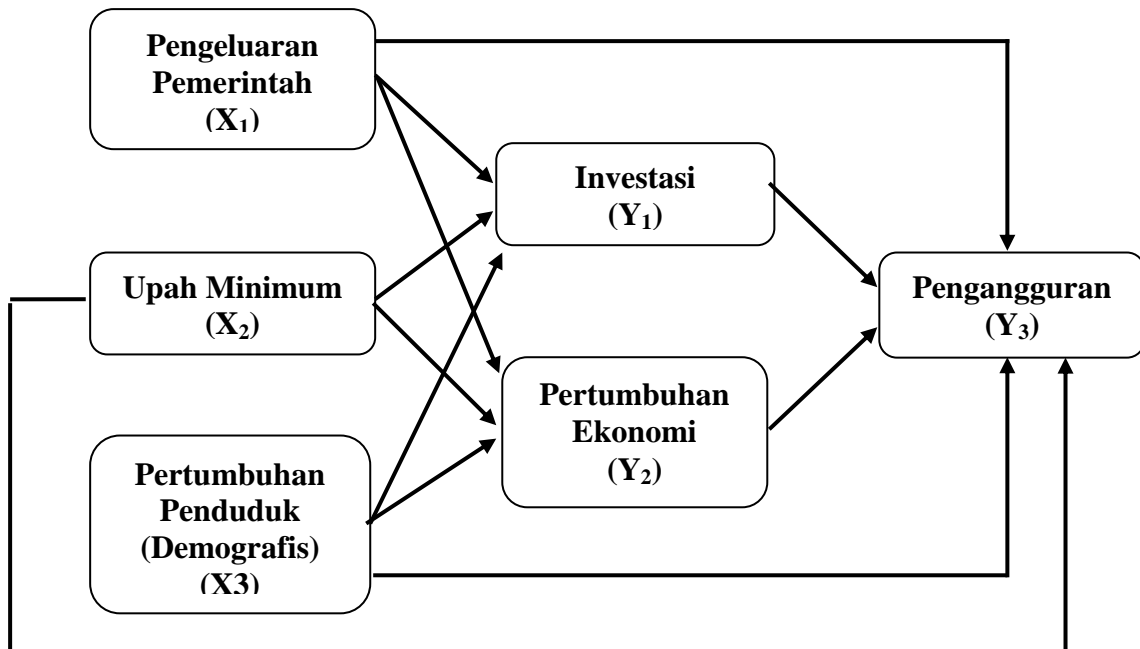 Pengeluaran
Pemerintah
(X₁)
Investasi
(Y₁)
Upah Minimum
(X₂)
Pengangguran
(Y₃)
Pertumbuhan
Ekonomi
(Y₂)
Pertumbuhan
Penduduk
(Demografis)
(X3)